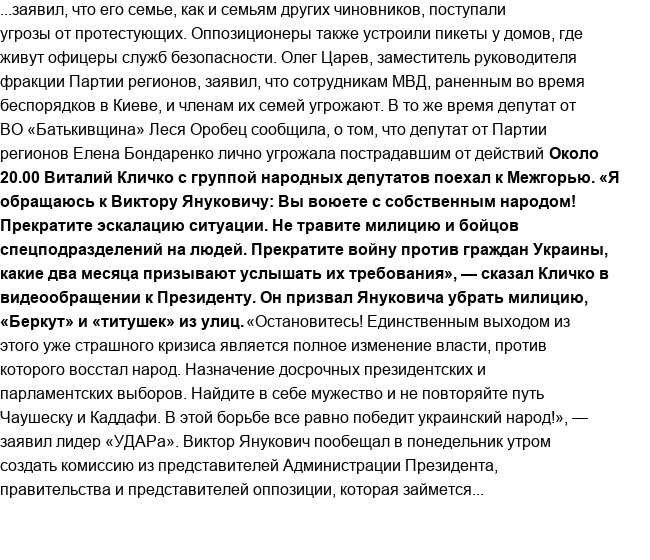 ...заявил, что его семье, как и семьям других чиновников, поступали
угрозы от протестующих. Оппозиционеры также устроили пикеты у домов, где
живут офицеры служб безопасности. Олег Царев, заместитель руководителя
фракции Партии регионов, заявил, что сотрудникам МВД, раненным во время
беспорядков в Киеве, и членам их семей угрожают. В то же время депутат от
ВО «Батькивщина» Леся Оробец сообщила, о том, что депутат от Партии
регионов Елена Бондаренко лично угрожала пострадавшим от действий Около
20.00 Виталий Кличко с группой народных депутатов поехал к Межгорью. «Я
обращаюсь к Виктору Януковичу: Вы воюете с собственным народом!
Прекратите эскалацию ситуации. Не травите милицию и бойцов
спецподразделений на людей. Прекратите войну против граждан Украины,
какие два месяца призывают услышать их требования», — сказал Кличко в
видеообращении к Президенту. Он призвал Януковича убрать милицию,
«Беркут» и «титушек» из улиц. «Остановитесь! Единственным выходом из
этого уже страшного кризиса является полное изменение власти, против
которого восстал народ. Назначение досрочных президентских и
парламентских выборов. Найдите в себе мужество и не повторяйте путь
Чаушеску и Каддафи. В этой борьбе все равно победит украинский народ!», —
заявил лидер «УДАРа». Виктор Янукович пообещал в понедельник утром
создать комиссию из представителей Администрации Президента,
правительства и представителей оппозиции, которая займется...